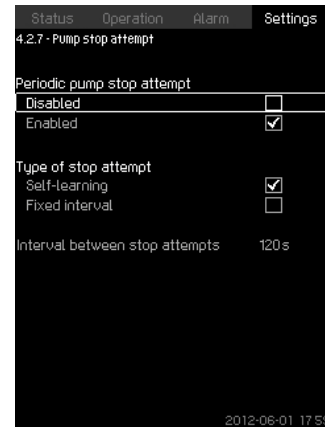 Status Operation Alarm Settings
4.2.7 - Pump stop attempt
Periodic pump stop attempt
Disabled
Enabled
Type of stop attempt
Self-learning
Fixed interval
Interval between stop attempts 120s
2012-06-01